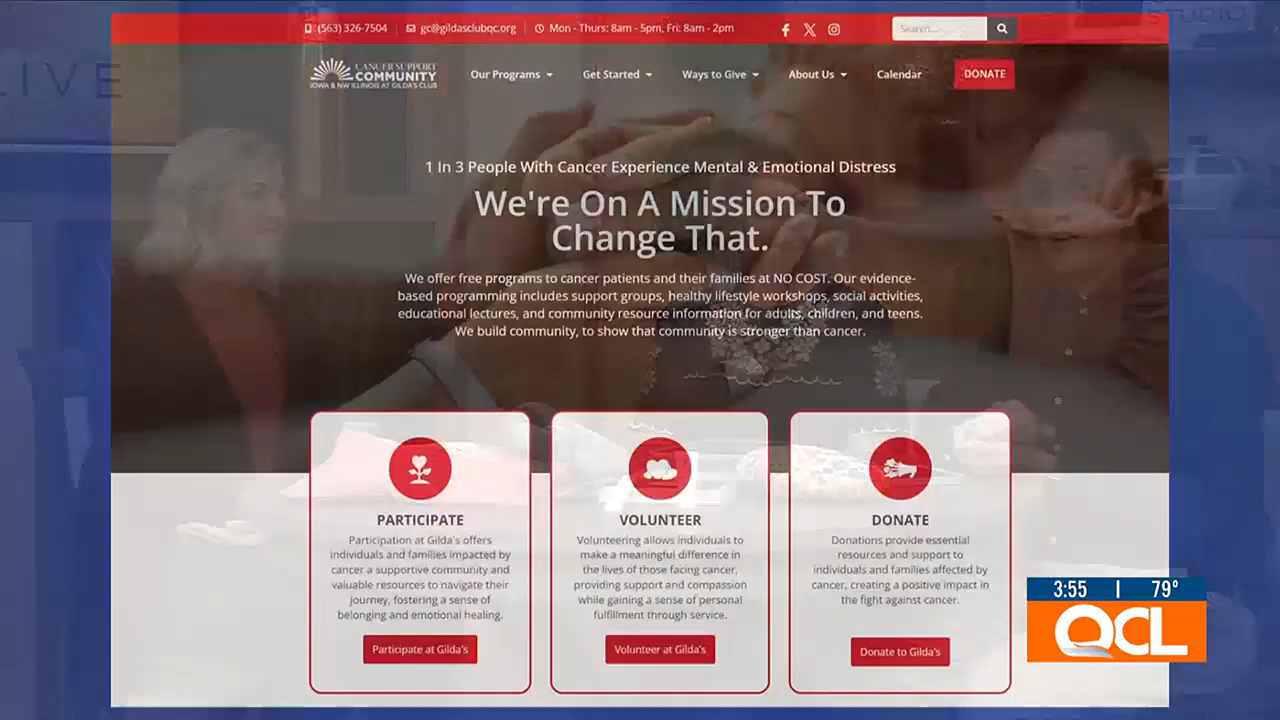 STUDIO
(563) 326-7504
gc@gildasclubqc.org
Mon - Thurs: 8am - 5pm, Fri: 8am - 2pm
Search...
LIVE
CANCER SUPPORT
COMMUNITY
IOWA & NW ILLINOIS AT GILDA'S CLUB
Our Programs
Get Started
Ways to Give
About Us
Calendar
DONATE
1 In 3 People With Cancer Experience Mental & Emotional Distress
We're On A Mission To
Change That.
We offer free programs to cancer patients and their families at NO COST. Our evidence-
based programming includes support groups, healthy lifestyle workshops, social activities,
educational lectures, and community resource information for adults, children, and teens.
We build community, to show that community is stronger than cancer.
PARTICIPATE
Participation at Gilda's offers
individuals and families impacted by
cancer a supportive community and
valuable resources to navigate their
journey, fostering a sense of
belonging and emotional healing.
Participate at Gilda's
VOLUNTEER
Volunteering allows individuals to
make a meaningful difference in
the lives of those facing cancer,
providing support and compassion
while gaining a sense of personal
fulfillment through service.
Volunteer at Gilda's
DONATE
Donations provide essential
resources and support to
individuals and families affected by
cancer, creating a positive impact in
the fight against cancer.
Donate to Gilda's
3:55 | 79°
QCL